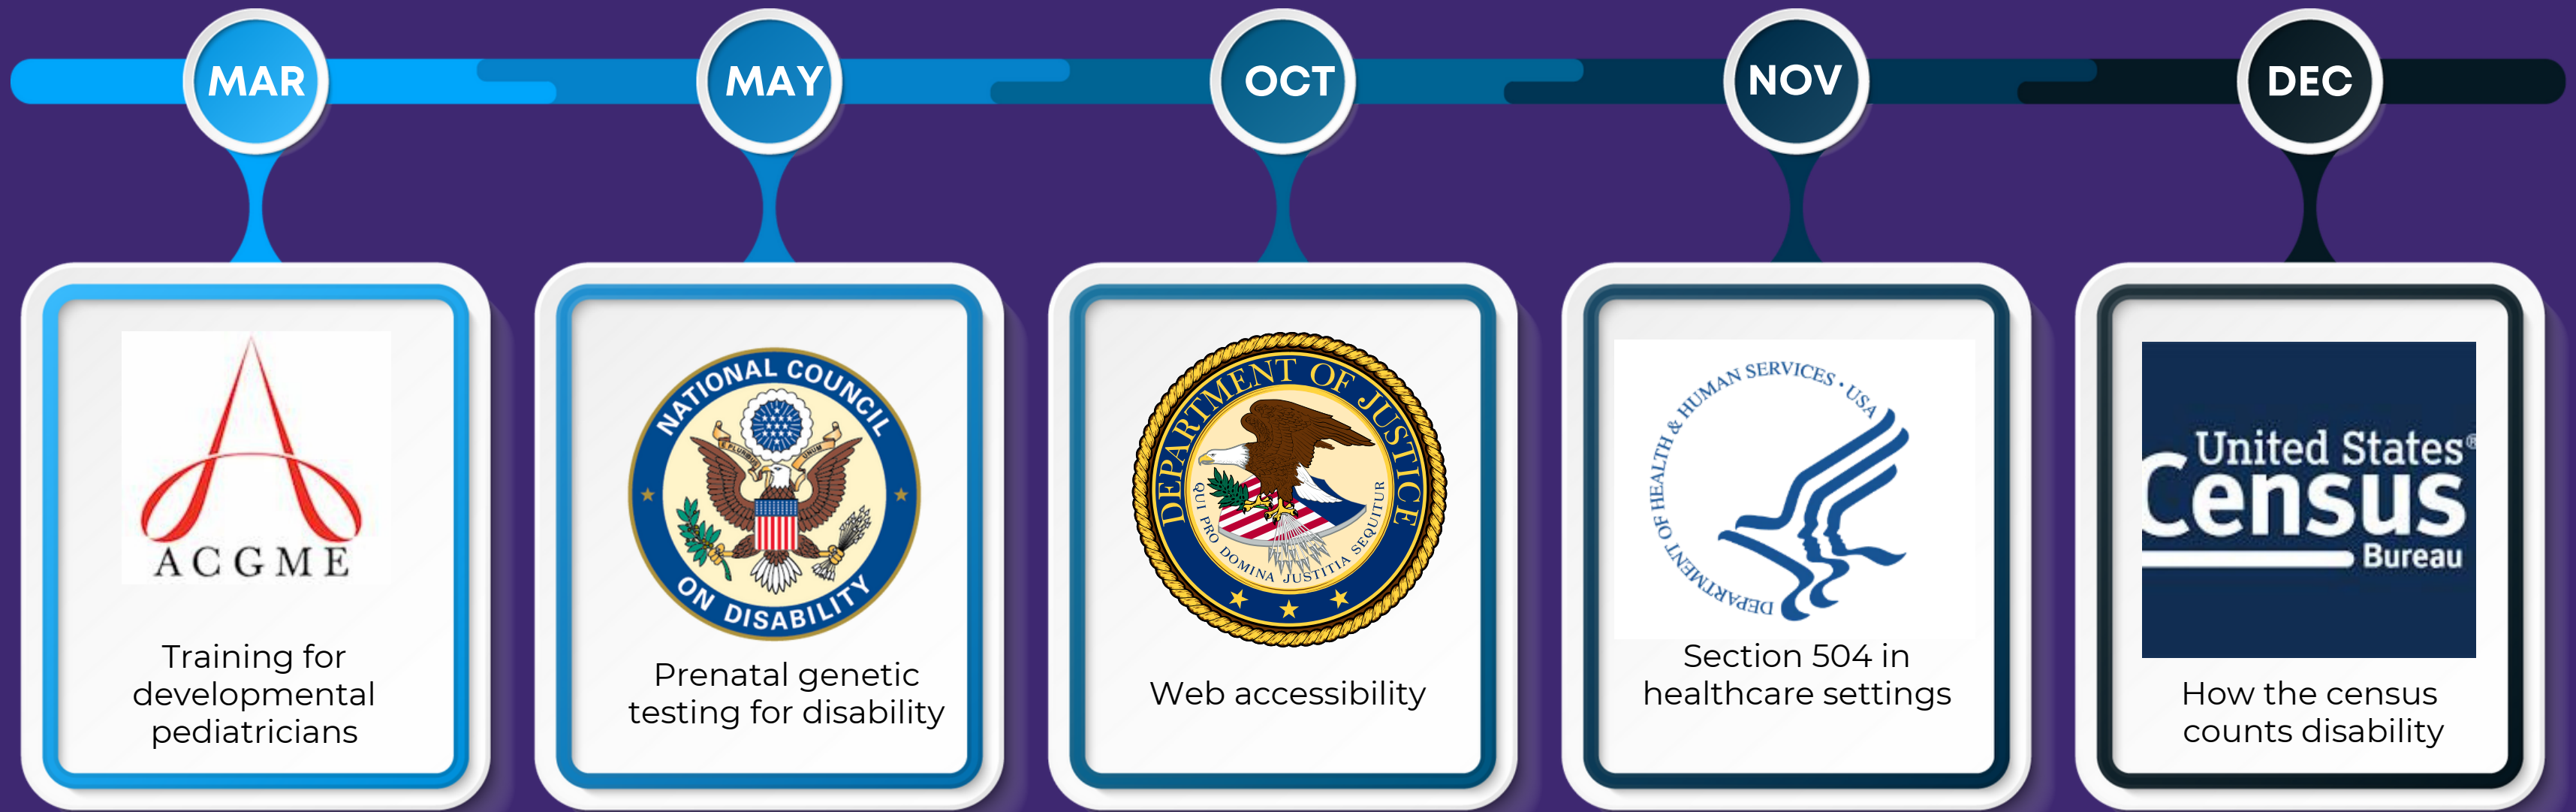 MAR
MAY
OCT
NOV
DEC
ACGME
Training for
developmental
pediatricians
NATIONAL COUNCIL
ON DISABILITY
PLURIBUS
UNUM
Prenatal genetic
testing for disability
DEPARTMENT OF JUSTICE
QUI PRO DOMINA JUSTITIA SEQUITUR
Web accessibility
DEPARTMENT OF HEALTH & HUMAN SERVICES • USA
Section 504 in
healthcare settings
United States®
Census
Bureau
How the census
counts disability